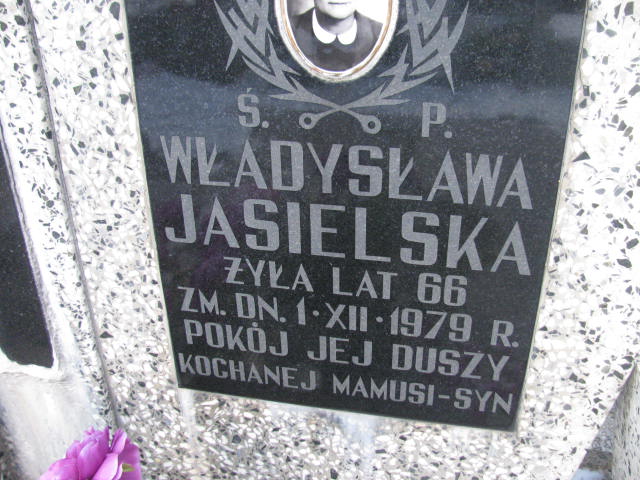 Ś. P.
WŁADYSŁAWA
JASIELSKA
ŻYŁA LAT 66
ZM. DN. 1·XII·1979 R.
POKÓJ JEJ DUSZY
KOCHANEJ MAMUSI-SYN